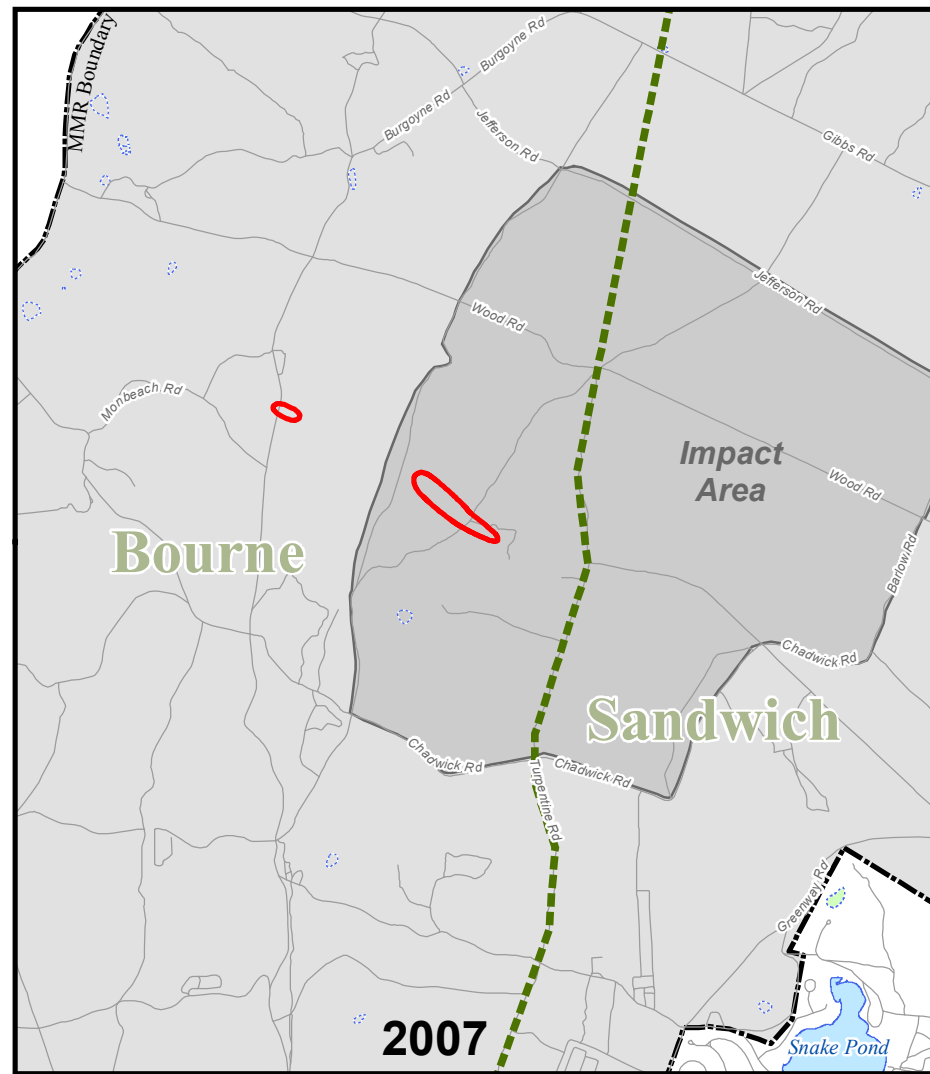 MMR Boundary
Burgoyne Rd
Burgoyne Rd
Jefferson Rd
Gibbs Rd
Jefferson Rd
Wood Rd
Monbeach Rd
Impact
Area
Wood Rd
Bourne
Barlow Rd
Chadwick Rd
Sandwich
Chadwick Rd
Chadwick Rd
Turpentine Rd
Greenway Rd
2007
Snake Pond